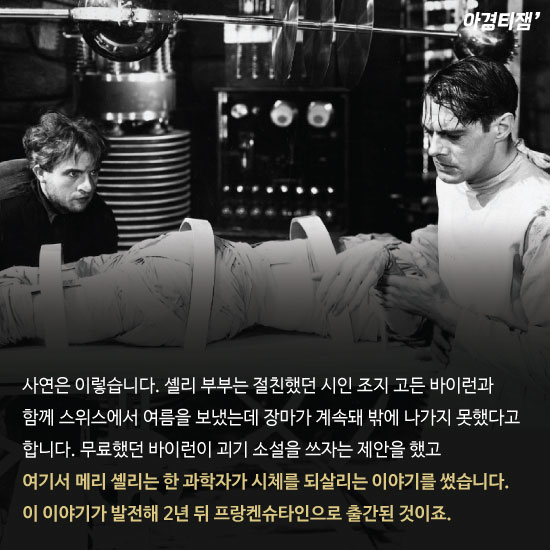 아경티잼'
사연은 이렇습니다. 셸리 부부는 절친했던 시인 조지 고든 바이런과
함께 스위스에서 여름을 보냈는데 장마가 계속돼 밖에 나가지 못했다고
합니다. 무료했던 바이런이 괴기 소설을 쓰자는 제안을 했고
여기서 메리 셸리는 한 과학자가 시체를 되살리는 이야기를 썼습니다.
이 이야기가 발전해 2년 뒤 프랑켄슈타인으로 출간된 것이죠.